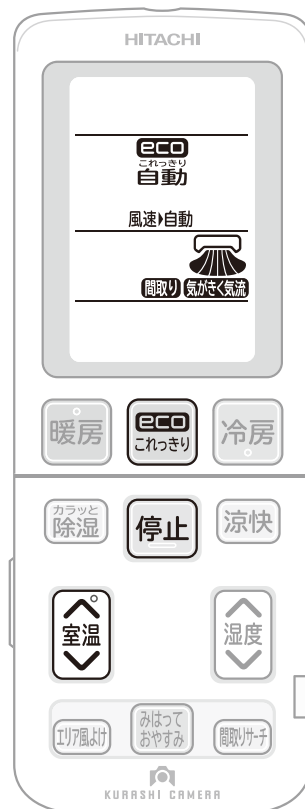 HITACHI
eco
これっきり
自動
風速▶自動
間取り 気がきく気流
暖房
eco
これっきり
冷房
カラッと
除湿
停止
涼快
室温
湿度
エリア風よけ
みはって
おやすみ
間取りサーチ
KURASHI CAMERA